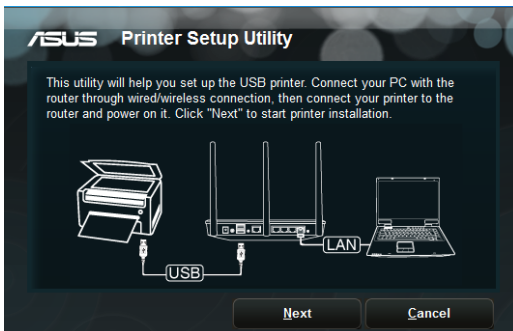 ASUS Printer Setup Utility
This utility will help you set up the USB printer. Connect your PC with the
router through wired/wireless connection, then connect your printer to the
router and power on it. Click "Next" to start printer installation.
LAN
USB
Next Cancel